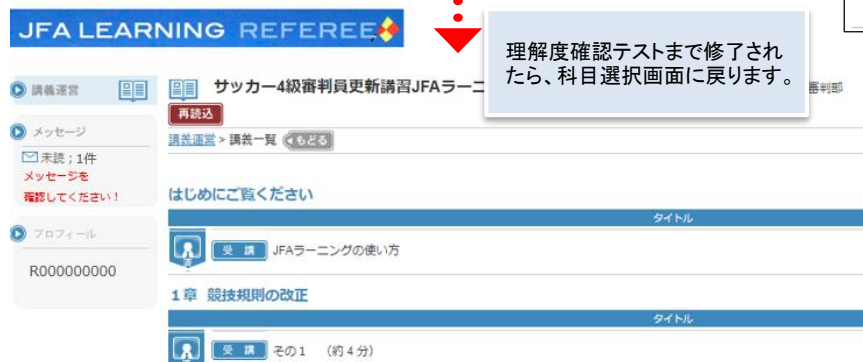 JFA LEARNING REFEREE
理解度確認テストまで修了され
たら、科目選択画面に戻ります。
講義運営
サッカー4級審判員更新講習JFAラーニ
審判部
再読込
メッセージ
講義運営 > 講義一覧 もどる
未読;1件
メッセージを
確認してください!
はじめにご覧ください
タイトル
プロフィール
受 講 JFAラーニングの使い方
R000000000
1章 競技規則の改正
タイトル
受 講 その1 (約4分)